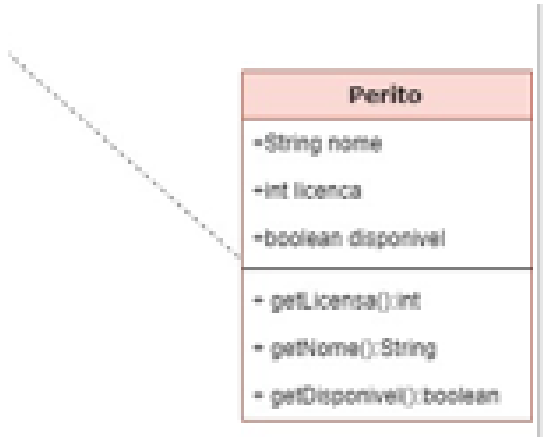 Perito
-String nome
-int licenca
-boolean disponivel
+ getLicensa():int
+ getNome():String
+ getDisponivel():boolean